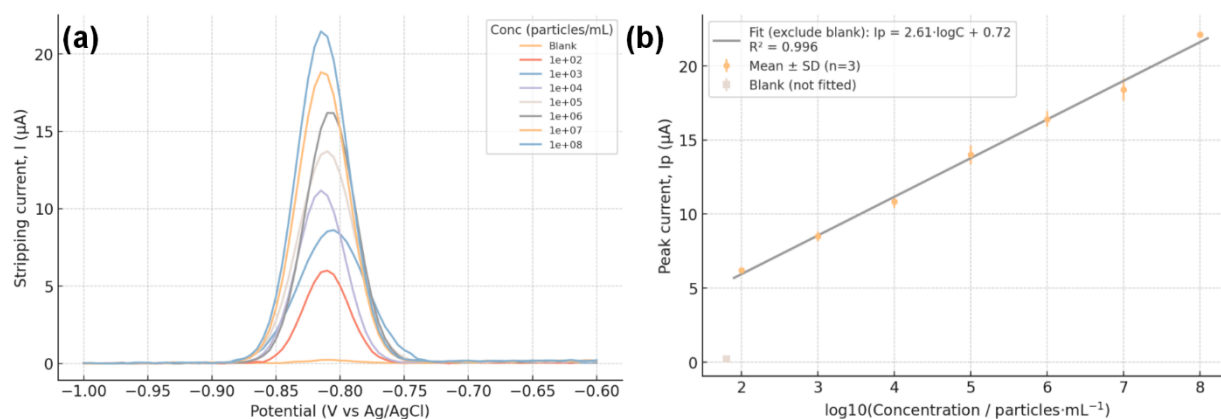 (a)
Conc (particles/mL)
Blank
1e+02
1e+03
1e+04
1e+05
1e+06
1e+07
1e+08
Stripping current, I (μA)
20
15
10
5
0
−1.00
−0.95
−0.90
−0.85
−0.80
−0.75
−0.70
−0.65
−0.60
Potential (V vs Ag/AgCl)
(b)
Fit (exclude blank): Ip = 2.61·logC + 0.72
R² = 0.996
Mean ± SD (n=3)
Blank (not fitted)
Peak current, Ip (μA)
20
15
10
5
0
2
3
4
5
6
7
8
log10(Concentration / particles·mL⁻¹)